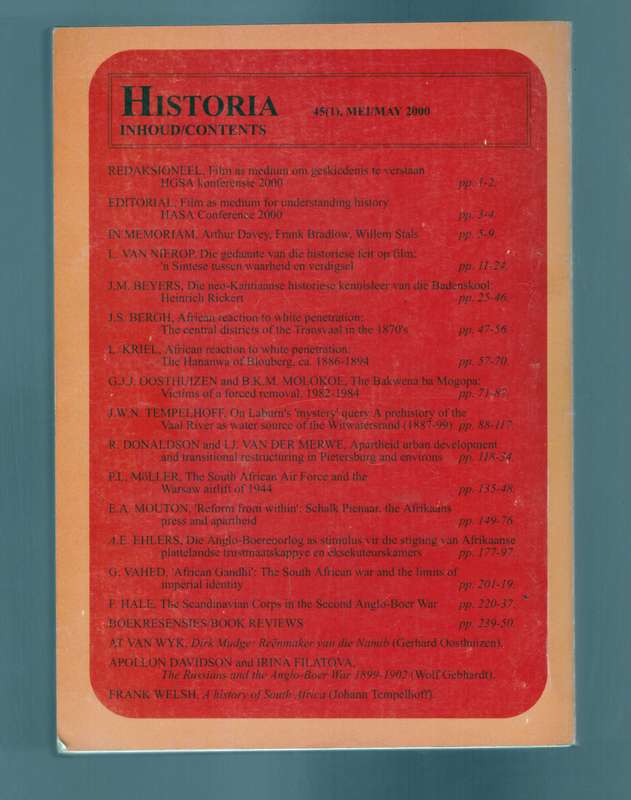 HISTORIA 45(1), MEI/MAY 2000
INHOUD/CONTENTS
REDAKSIONEEL, Film as medium om geskiedenis te verstaan
HGSA konferensie 2000 pp. 1-2.
EDITORIAL, Film as medium for understanding history
HASA Conference 2000 pp. 3-4.
IN MEMORIAM, Arthur Davey, Frank Bradlow, Willem Stals pp. 5-9.
L. VAN NIEROP, Die gedaante van die historiese feit op film:
'n Sintese tussen waarheid en verdigsel pp. 11-24.
J.M. BEYERS, Die neo-Kantiaanse historiese kennisleer van die Badenskool:
Heinrich Rickert pp. 25-46.
J.S. BERGH, African reaction to white penetration:
The central districts of the Transvaal in the 1870's pp. 47-56.
L. KRIEL, African reaction to white penetration:
The Hananwa of Blouberg, ca. 1886-1894 pp. 57-70.
G.J.J. OOSTHUIZEN and B.K.M. MOLOKOE, The Bakwena ba Mogopa:
Victims of a forced removal, 1982-1984 pp. 71-87.
J.W.N. TEMPELHOFF, On Laburn's 'mystery' query A prehistory of the
Vaal River as water source of the Witwatersrand (1887-99) pp. 88-117.
R. DONALDSON and I.J. VAN DER MERWE, Apartheid urban development
and transitional restructuring in Pietersburg and environs pp. 118-34.
P.L. MöLLER, The South African Air Force and the
Warsaw airlift of 1944 pp. 135-48.
E.A. MOUTON, 'Reform from within': Schalk Pienaar, the Afrikaans
press and apartheid pp. 149-76.
A.E. EHLERS, Die Anglo-Boereoorlog as stimulus vir die stigting van Afrikaanse
plattelandse trustmaatskappye en eksekuteurskamers pp. 177-97.
G. VAHED, 'African Gandhi': The South African war and the limits of
imperial identity pp. 201-19.
F. HALE, The Scandinavian Corps in the Second Anglo-Boer War pp. 220-37.
BOEKRESENSIES/BOOK REVIEWS pp. 239-50.
AT VAN WYK, Dirk Mudge: Reënmaker van die Namib (Gerhard Oosthuizen).
APOLLON DAVIDSON and IRINA FILATOVA,
The Russians and the Anglo-Boer War 1899-1902 (Wolf Gebhardt).
FRANK WELSH, A history of South Africa (Johann Tempelhoff).